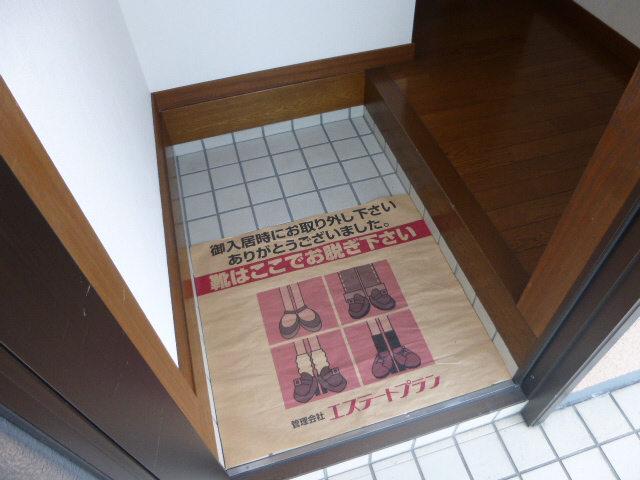 御入居時にお取り外し下さい
ありがとうございました。
靴はここでお脱ぎ下さい
管理会社 エステートプラン